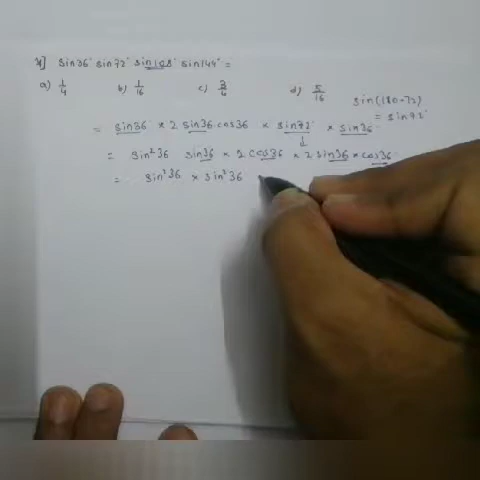 4] sin36° sin72° sin108° sin144° =
a) 1/4 b) 1/16 c) 3/4 d) 5/16
sin(180-72)
= sin72°
= sin36 × 2 sin36 · cos36 × sin72° × sin36
= sin²36 sin36 × 2 cos36 × 2 sin36 × cos36
= sin²36 × sin²36